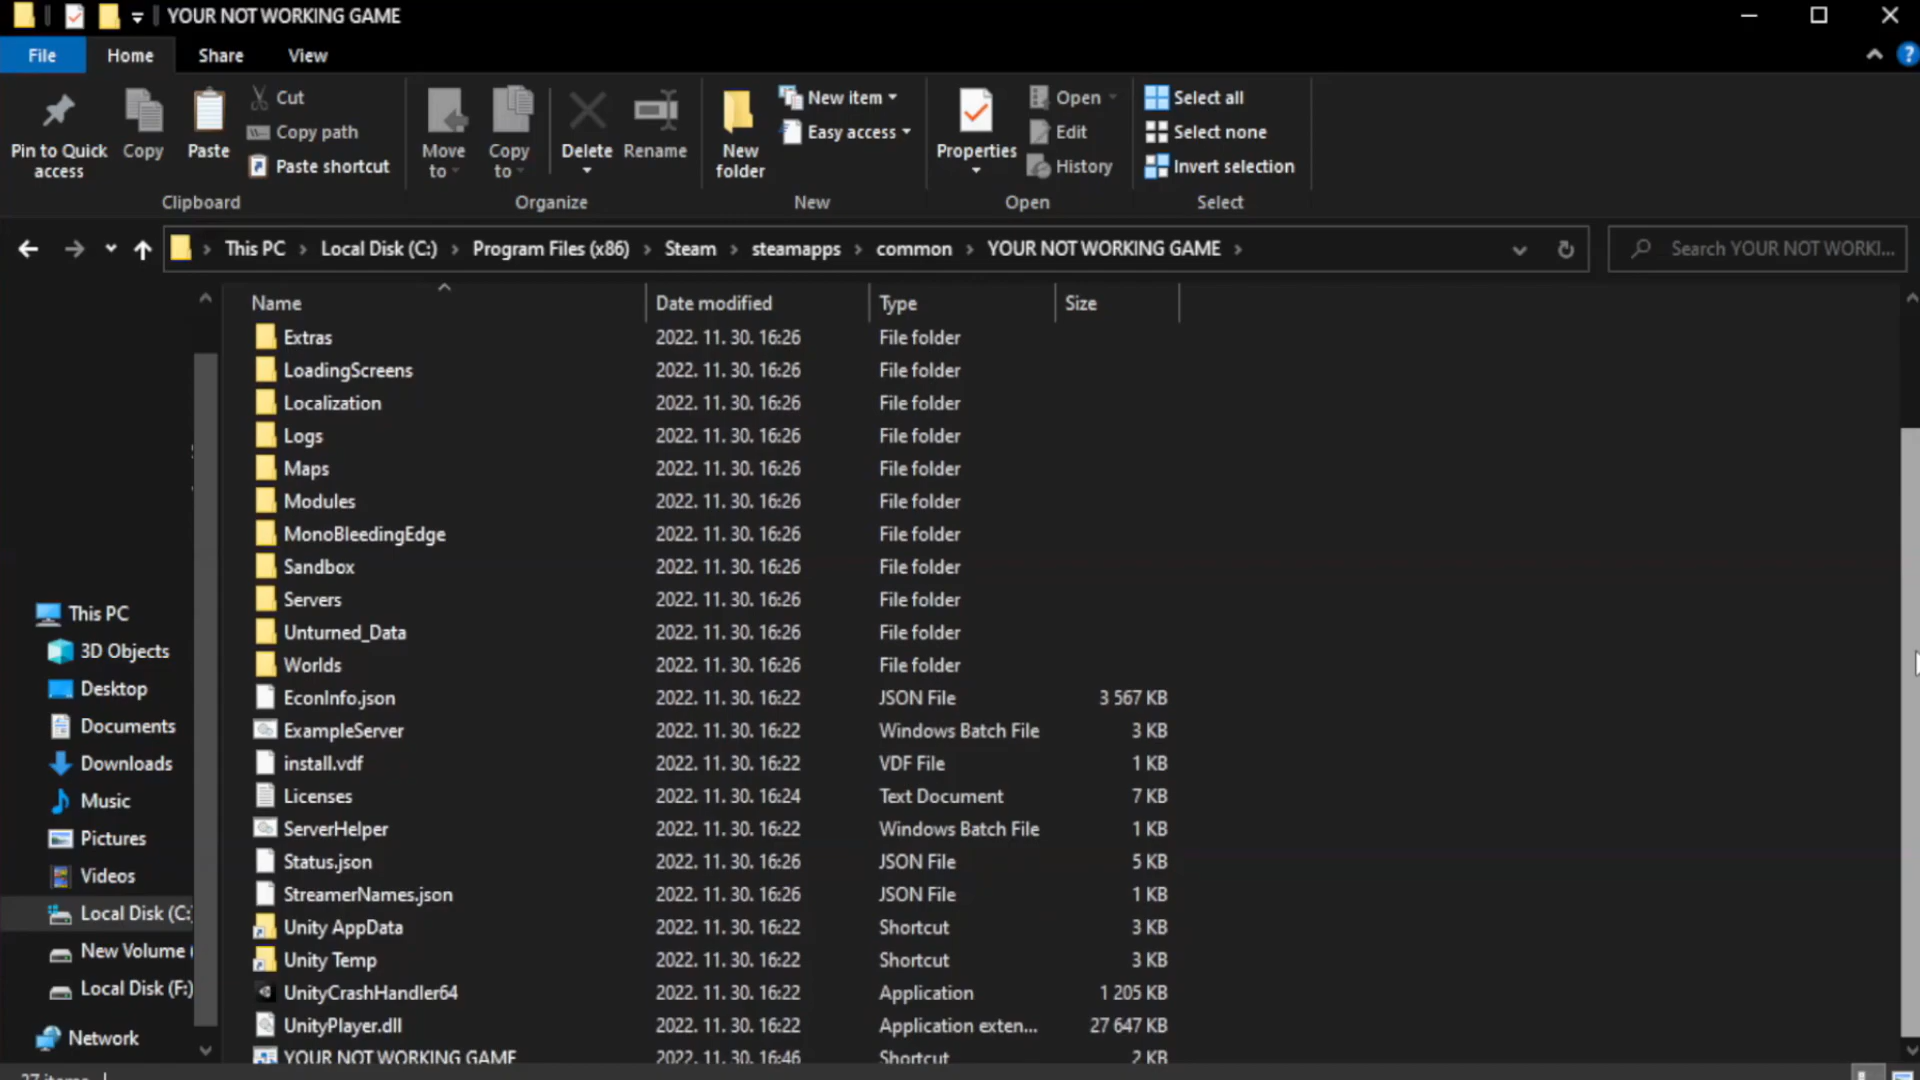 YOUR NOT WORKING GAME
File Home Share View
Pin to Quick access
Copy
Paste
Cut
Copy path
Paste shortcut
Clipboard
Move to
Copy to
Delete
Rename
Organize
New folder
New item
Easy access
New
Properties
Open
Edit
History
Open
Select all
Select none
Invert selection
Select
This PC Local Disk (C:) Program Files (x86) Steam steamapps common YOUR NOT WORKING GAME
Search YOUR NOT WORKI...
Name Date modified Type Size
Extras 2022. 11. 30. 16:26 File folder
LoadingScreens 2022. 11. 30. 16:26 File folder
Localization 2022. 11. 30. 16:26 File folder
Logs 2022. 11. 30. 16:26 File folder
Maps 2022. 11. 30. 16:26 File folder
Modules 2022. 11. 30. 16:26 File folder
MonoBleedingEdge 2022. 11. 30. 16:26 File folder
Sandbox 2022. 11. 30. 16:26 File folder
Servers 2022. 11. 30. 16:26 File folder
Unturned_Data 2022. 11. 30. 16:26 File folder
Worlds 2022. 11. 30. 16:26 File folder
EconInfo.json 2022. 11. 30. 16:22 JSON File 3 567 KB
ExampleServer 2022. 11. 30. 16:22 Windows Batch File 3 KB
install.vdf 2022. 11. 30. 16:22 VDF File 1 KB
Licenses 2022. 11. 30. 16:24 Text Document 7 KB
ServerHelper 2022. 11. 30. 16:22 Windows Batch File 1 KB
Status.json 2022. 11. 30. 16:26 JSON File 5 KB
StreamerNames.json 2022. 11. 30. 16:26 JSON File 1 KB
Unity AppData 2022. 11. 30. 16:22 Shortcut 3 KB
Unity Temp 2022. 11. 30. 16:22 Shortcut 3 KB
UnityCrashHandler64 2022. 11. 30. 16:22 Application 1 205 KB
UnityPlayer.dll 2022. 11. 30. 16:22 Application exten... 27 647 KB
YOUR NOT WORKING GAME 2022. 11. 30. 16:46 Shortcut 2 KB
This PC
3D Objects
Desktop
Documents
Downloads
Music
Pictures
Videos
Local Disk (C:)
New Volume (
Local Disk (F:)
Network